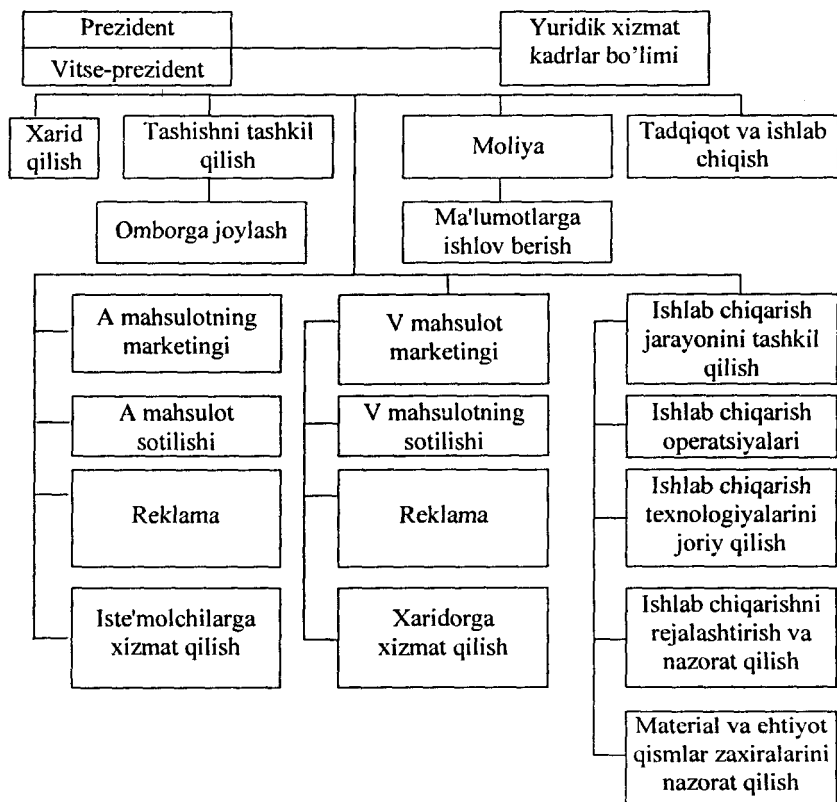 Prezident
Vitse-prezident
Yuridik xizmat
kadrlar bo'limi
Xarid
qilish
Tashishni tashkil
qilish
Moliya
Tadqiqot va ishlab
chiqish
Omborga joylash
Ma'lumotlarga
ishlov berish
A mahsulotning
marketingi
A mahsulot
sotilishi
Reklama
Iste'molchilarga
xizmat qilish
V mahsulot
marketingi
V mahsulotning
sotilishi
Reklama
Xaridorga
xizmat qilish
Ishlab chiqarish
jarayonini tashkil
qilish
Ishlab chiqarish
operatsiyalari
Ishlab chiqarish
texnologiyalarini
joriy qilish
Ishlab chiqarishni
rejalashtirish va
nazorat qilish
Material va ehtiyot
qismlar zaxiralarini
nazorat qilish